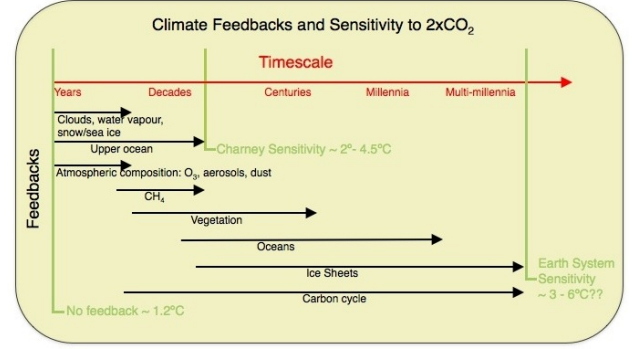 Climate Feedbacks and Sensitivity to 2xCO₂
Timescale
Years Decades Centuries Millennia Multi-millennia
Clouds, water vapour,
snow/sea ice
Upper ocean
Charney Sensitivity ~ 2º- 4.5ºC
Atmospheric composition: O₃, aerosols, dust
CH₄
Vegetation
Oceans
Ice Sheets
Carbon cycle
Earth System
Sensitivity
~ 3 - 6ºC??
No feedback ~ 1.2ºC
Feedbacks